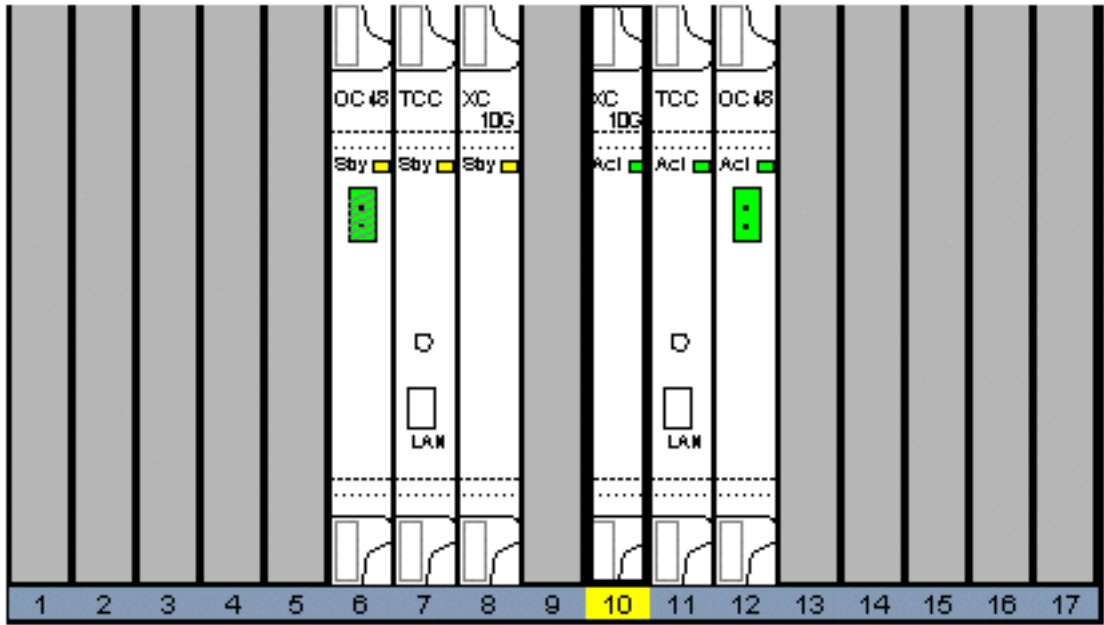 OC48 TCC XC XC TCC OC48
10G 10G
Sby Sby Sby Act Act Act
LAN LAN
1 2 3 4 5 6 7 8 9 10 11 12 13 14 15 16 17